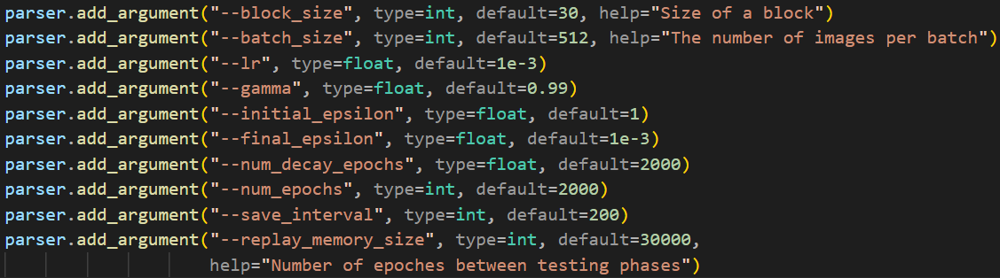 parser.add_argument("--block_size", type=int, default=30, help="Size of a block")
parser.add_argument("--batch_size", type=int, default=512, help="The number of images per batch")
parser.add_argument("--lr", type=float, default=1e-3)
parser.add_argument("--gamma", type=float, default=0.99)
parser.add_argument("--initial_epsilon", type=float, default=1)
parser.add_argument("--final_epsilon", type=float, default=1e-3)
parser.add_argument("--num_decay_epochs", type=float, default=2000)
parser.add_argument("--num_epochs", type=int, default=2000)
parser.add_argument("--save_interval", type=int, default=200)
parser.add_argument("--replay_memory_size", type=int, default=30000,
help="Number of epoches between testing phases")